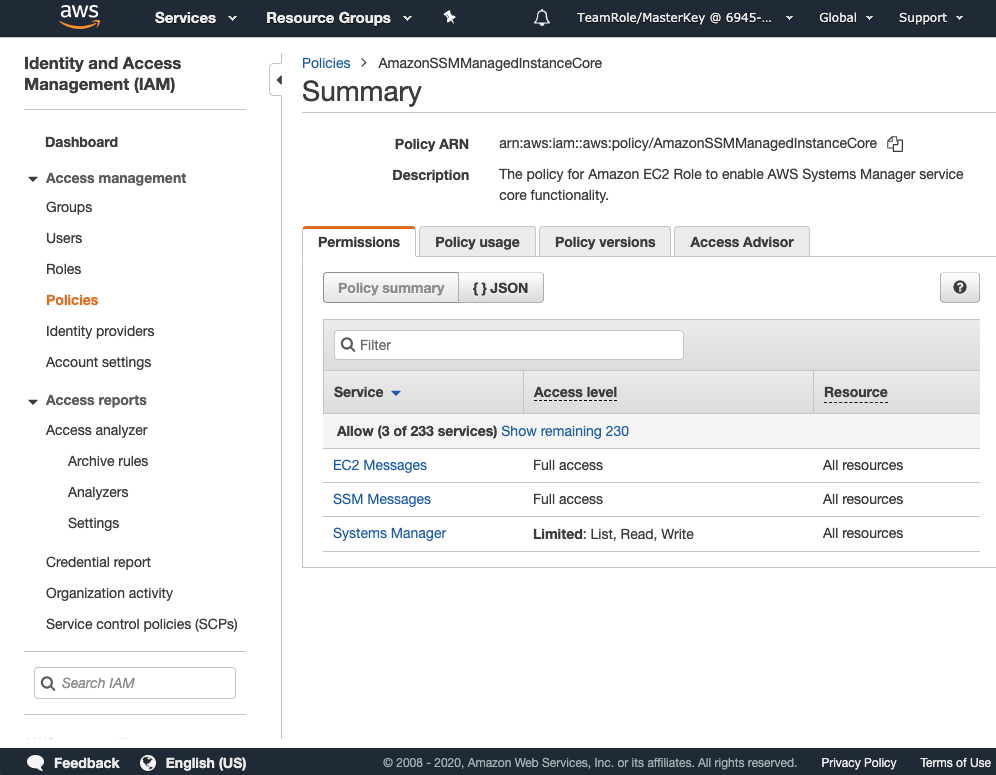 aws Services Resource Groups TeamRole/MasterKey @ 6945-... Global Support
Identity and Access
Management (IAM)
Dashboard
Access management
Groups
Users
Roles
Policies
Identity providers
Account settings
Access reports
Access analyzer
Archive rules
Analyzers
Settings
Credential report
Organization activity
Service control policies (SCPs)
Search IAM
Policies > AmazonSSMManagedInstanceCore
Summary
Policy ARN arn:aws:iam::aws:policy/AmazonSSMManagedInstanceCore
Description The policy for Amazon EC2 Role to enable AWS Systems Manager service
core functionality.
Permissions Policy usage Policy versions Access Advisor
Policy summary { } JSON ?
Filter
Service Access level Resource
Allow (3 of 233 services) Show remaining 230
EC2 Messages Full access All resources
SSM Messages Full access All resources
Systems Manager Limited: List, Read, Write All resources
Feedback English (US) © 2008 - 2020, Amazon Web Services, Inc. or its affiliates. All rights reserved. Privacy Policy Terms of Use